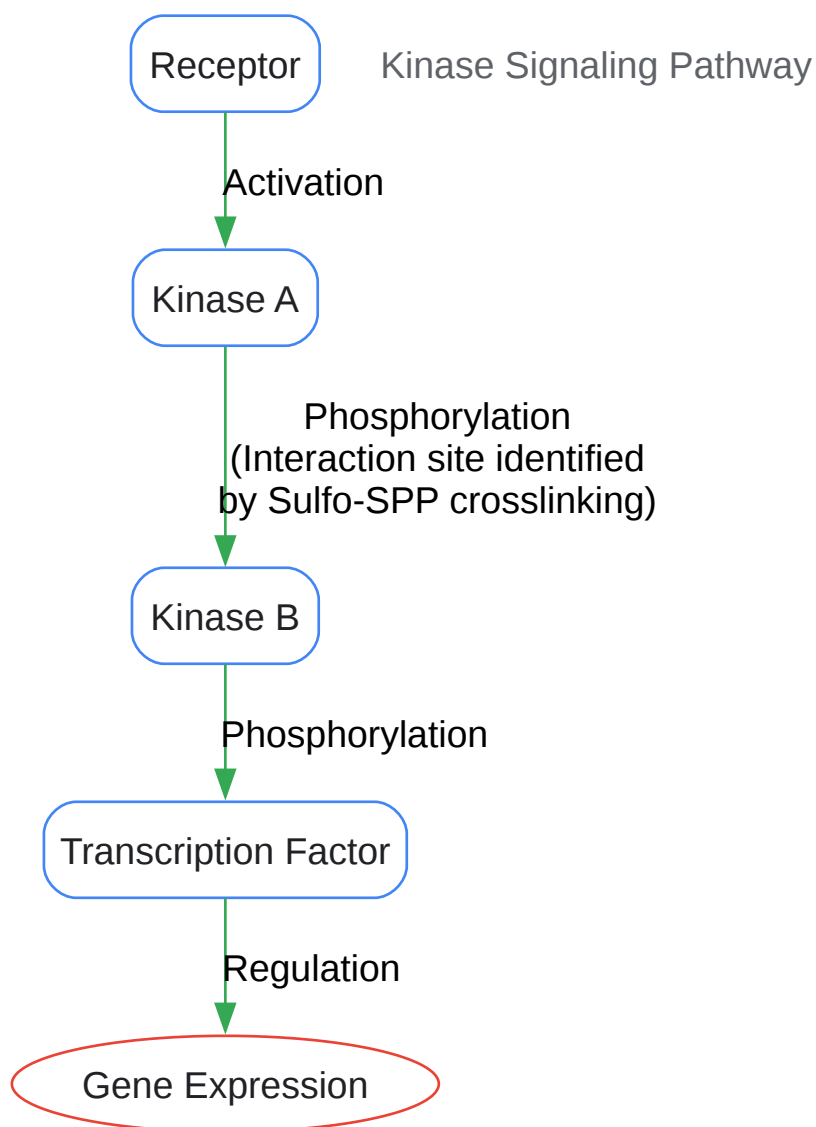 Receptor
Kinase Signaling Pathway
Activation
Kinase A
Phosphorylation
(Interaction site identified
by Sulfo-SPP crosslinking)
Kinase B
Phosphorylation
Transcription Factor
Regulation
Gene Expression